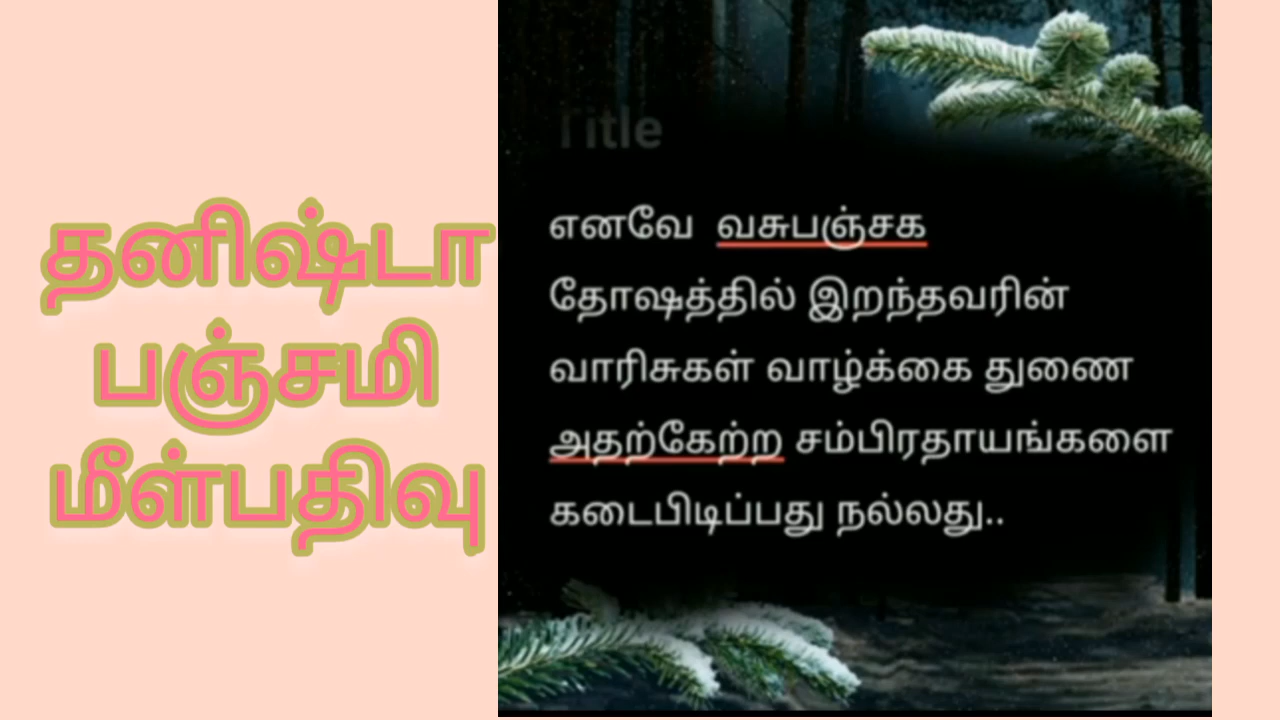 தனிஷ்டா
பஞ்சமி
மீள்பதிவு
Title
எனவே வசுபஞ்சக
தோஷத்தில் இறந்தவரின்
வாரிசுகள் வாழ்க்கை துணை
அதற்கேற்ற சம்பிரதாயங்களை
கடைபிடிப்பது நல்லது..